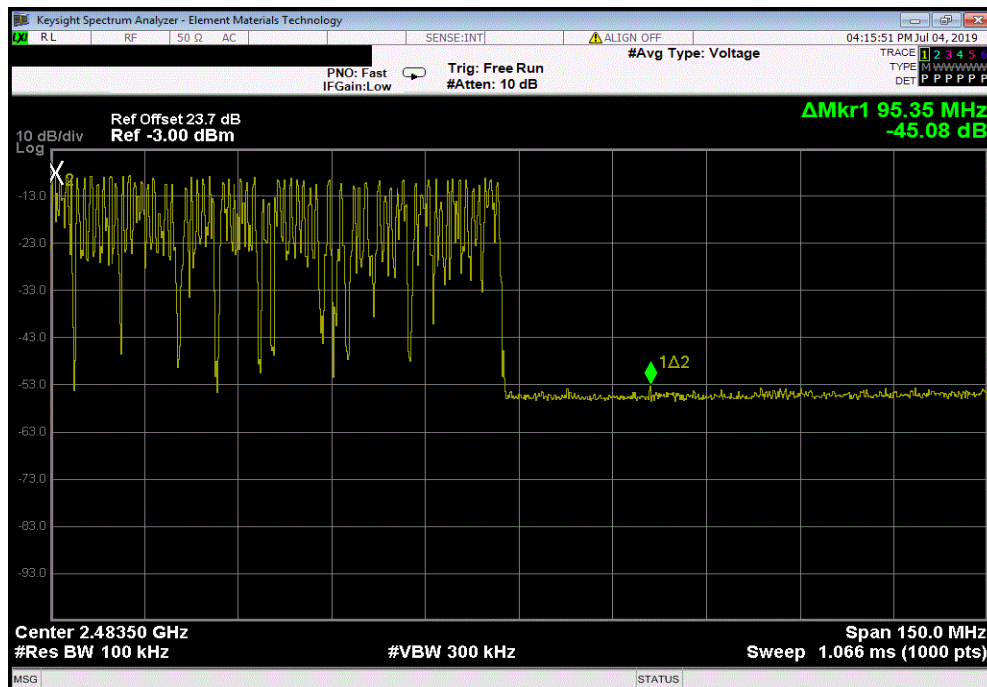 Keysight Spectrum Analyzer - Element Materials Technology
LXI RL RF 50 Ω AC SENSE:INT ALIGN OFF 04:15:51 PM Jul 04, 2019
#Avg Type: Voltage TRACE 1 2 3 4 5 6
PNO: Fast Trig: Free Run TYPE M W W W W W
IFGain:Low #Atten: 10 dB DET P P P P P P
ΔMkr1 95.35 MHz
-45.08 dB
Ref Offset 23.7 dB
10 dB/div Ref -3.00 dBm
Log
X 2
-13.0
-23.0
-33.0
-43.0
1Δ2
-53.0
-63.0
-73.0
-83.0
-93.0
Center 2.48350 GHz Span 150.0 MHz
#Res BW 100 kHz #VBW 300 kHz Sweep 1.066 ms (1000 pts)
MSG STATUS